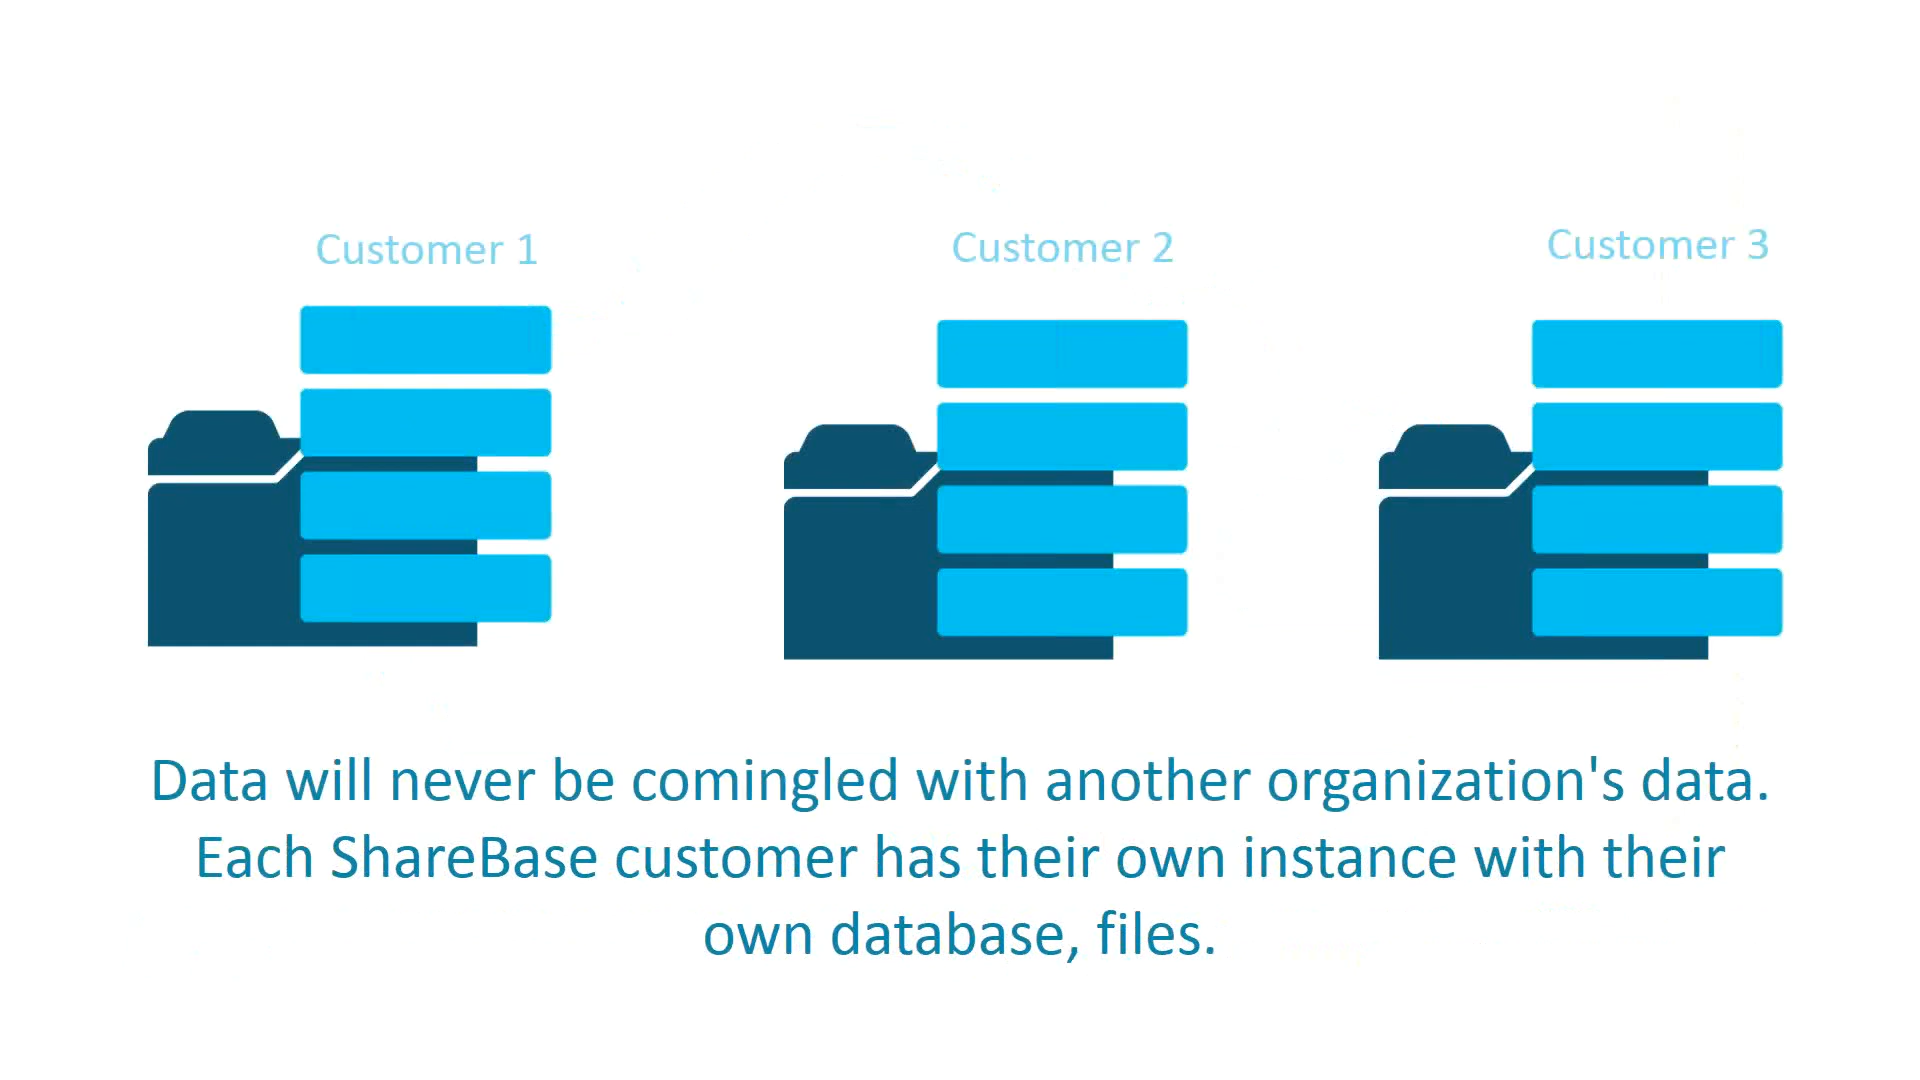 Customer 1
Customer 2
Customer 3
Data will never be comingled with another organization's data.
Each ShareBase customer has their own instance with their
own database, files.